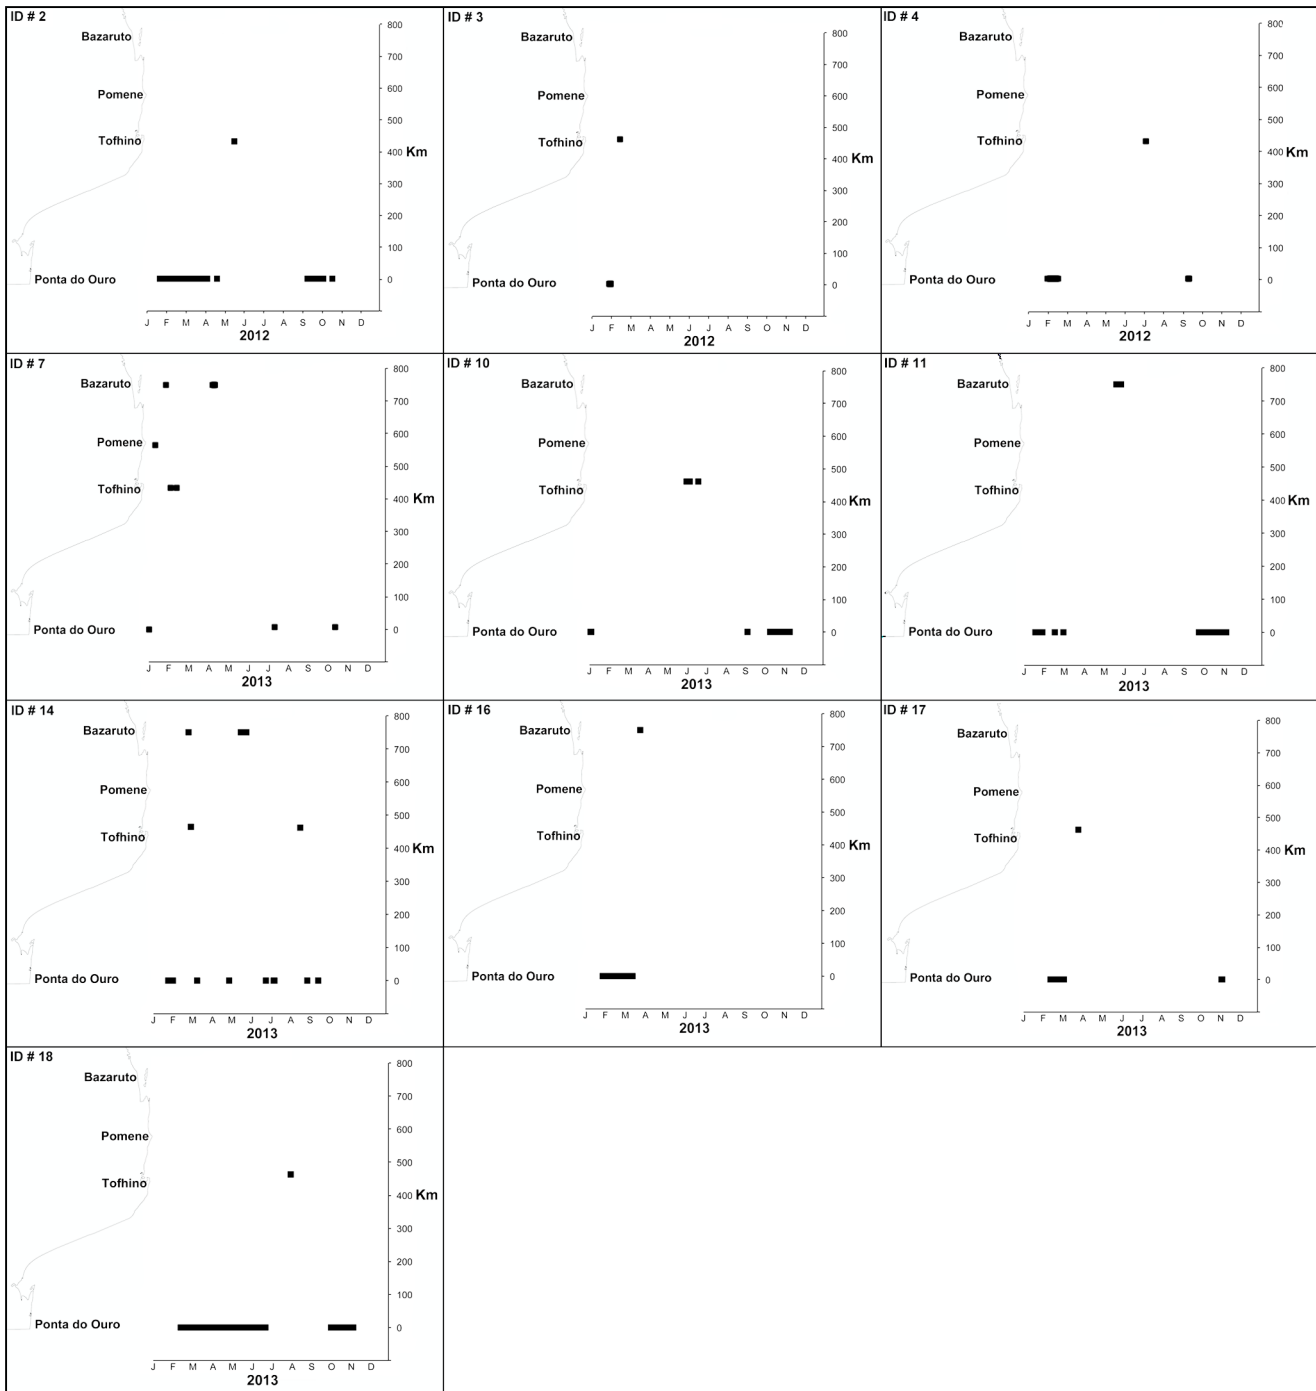 ID # 2
Bazaruto
Pomene
Tofhino
Ponta do Ouro
800
700
600
500
400 Km
300
200
100
0
J F M A M J J A S O N D
2012
ID # 3
Bazaruto
Pomene
Tofhino
Ponta do Ouro
800
700
600
500
400 Km
300
200
100
0
J F M A M J J A S O N D
2012
ID # 4
Bazaruto
Pomene
Tofhino
Ponta do Ouro
800
700
600
500
400 Km
300
200
100
0
J F M A M J J A S O N D
2012
ID # 7
Bazaruto
Pomene
Tofhino
Ponta do Ouro
800
700
600
500
400 Km
300
200
100
0
J F M A M J J A S O N D
2013
ID # 10
Bazaruto
Pomene
Tofhino
Ponta do Ouro
800
700
600
500
400 Km
300
200
100
0
J F M A M J J A S O N D
2013
ID # 11
Bazaruto
Pomene
Tofhino
Ponta do Ouro
800
700
600
500
400 Km
300
200
100
0
J F M A M J J A S O N D
2013
ID # 14
Bazaruto
Pomene
Tofhino
Ponta do Ouro
800
700
600
500
400 Km
300
200
100
0
J F M A M J J A S O N D
2013
ID # 16
Bazaruto
Pomene
Tofhino
Ponta do Ouro
800
700
600
500
400 Km
300
200
100
0
J F M A M J J A S O N D
2013
ID # 17
Bazaruto
Pomene
Tofhino
Ponta do Ouro
800
700
600
500
400 Km
300
200
100
0
J F M A M J J A S O N D
2013
ID # 18
Bazaruto
Pomene
Tofhino
Ponta do Ouro
800
700
600
500
400 Km
300
200
100
0
J F M A M J J A S O N D
2013